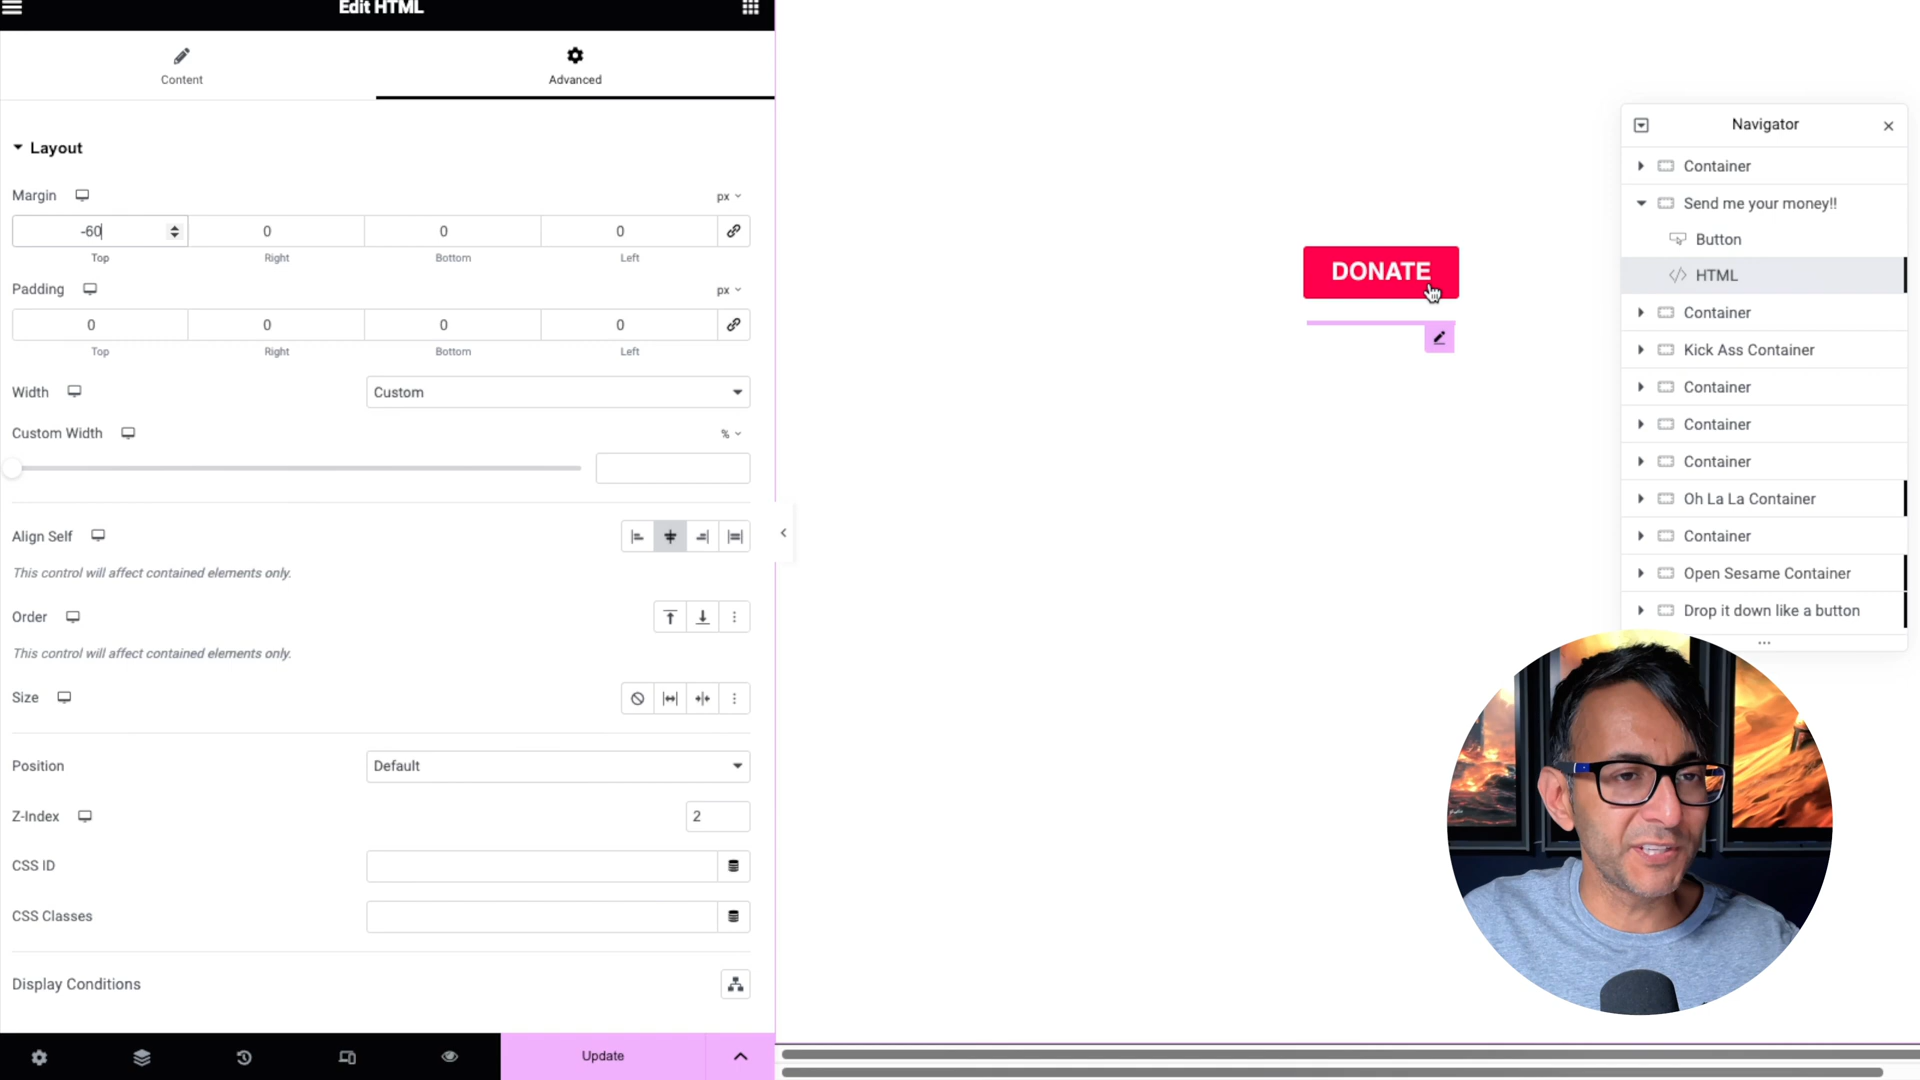 Edit HTML
Content
Advanced
Layout
Margin
px
-60
0
0
0
Top
Right
Bottom
Left
Padding
px
0
0
0
0
Top
Right
Bottom
Left
Width
Custom
Custom Width
%
Align Self
This control will affect contained elements only.
Order
This control will affect contained elements only.
Size
Position
Default
Z-Index
2
CSS ID
CSS Classes
Display Conditions
Update
DONATE
Navigator
Container
Send me your money!!
Button
HTML
Container
Kick Ass Container
Container
Container
Container
Oh La La Container
Container
Open Sesame Container
Drop it down like a button